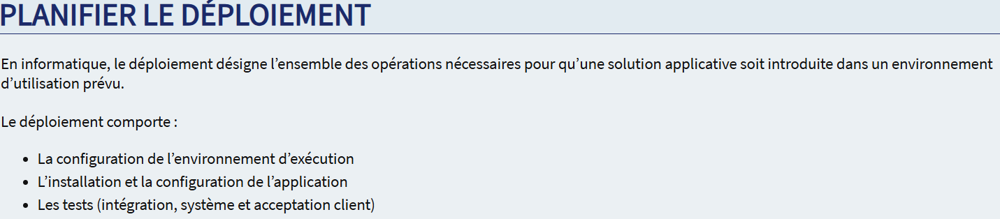 PLANIFIER LE DÉPLOIEMENT
En informatique, le déploiement désigne l’ensemble des opérations nécessaires pour qu’une solution applicative soit introduite dans un environnement
d’utilisation prévu.
Le déploiement comporte :
• La configuration de l’environnement d’exécution
• L’installation et la configuration de l’application
• Les tests (intégration, système et acceptation client)